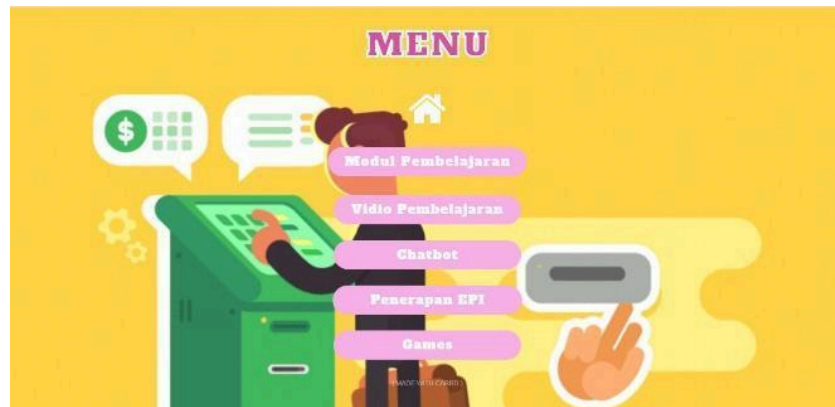 MENU
$
Modul Pembelajaran
Vidio Pembelajaran
Chatbot
Penerapan EPI
Games